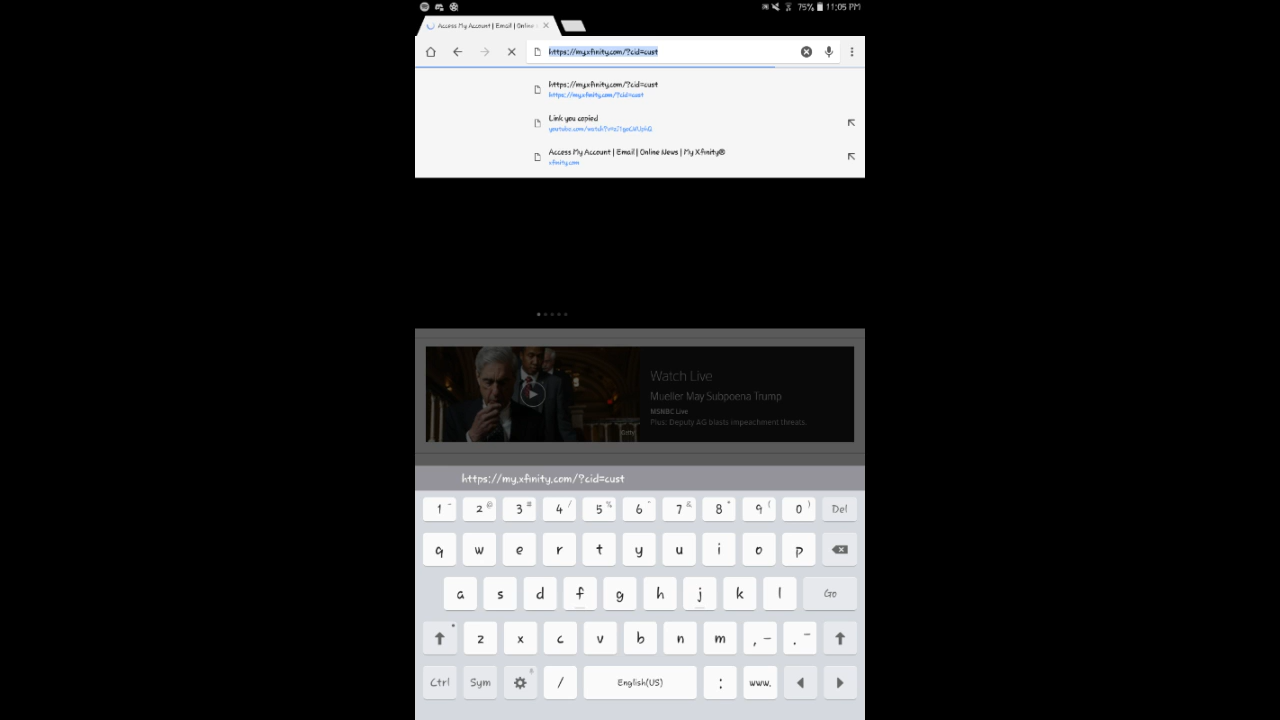 75% 11:05 PM
Access My Account | Email | Online
https://my.xfinity.com/?cid=cust
https://my.xfinity.com/?cid=cust
https://my.xfinity.com/?cid=cust
Link you copied
Access My Account | Email | Online News | My Xfinity®
xfinity.com
Watch Live
Mueller May Subpoena Trump
MSNBC Live
Plus: Deputy AG blasts impeachment threats.
https://my.xfinity.com/?cid=cust
1 - 2 @ 3 # 4 / 5 % 6 ^ 7 & 8 * 9 ( 0 ) Del
q w e r t y u i o p
a s d f g h j k l Go
z x c v b n m , - .
Ctrl Sym / English(US) : www.